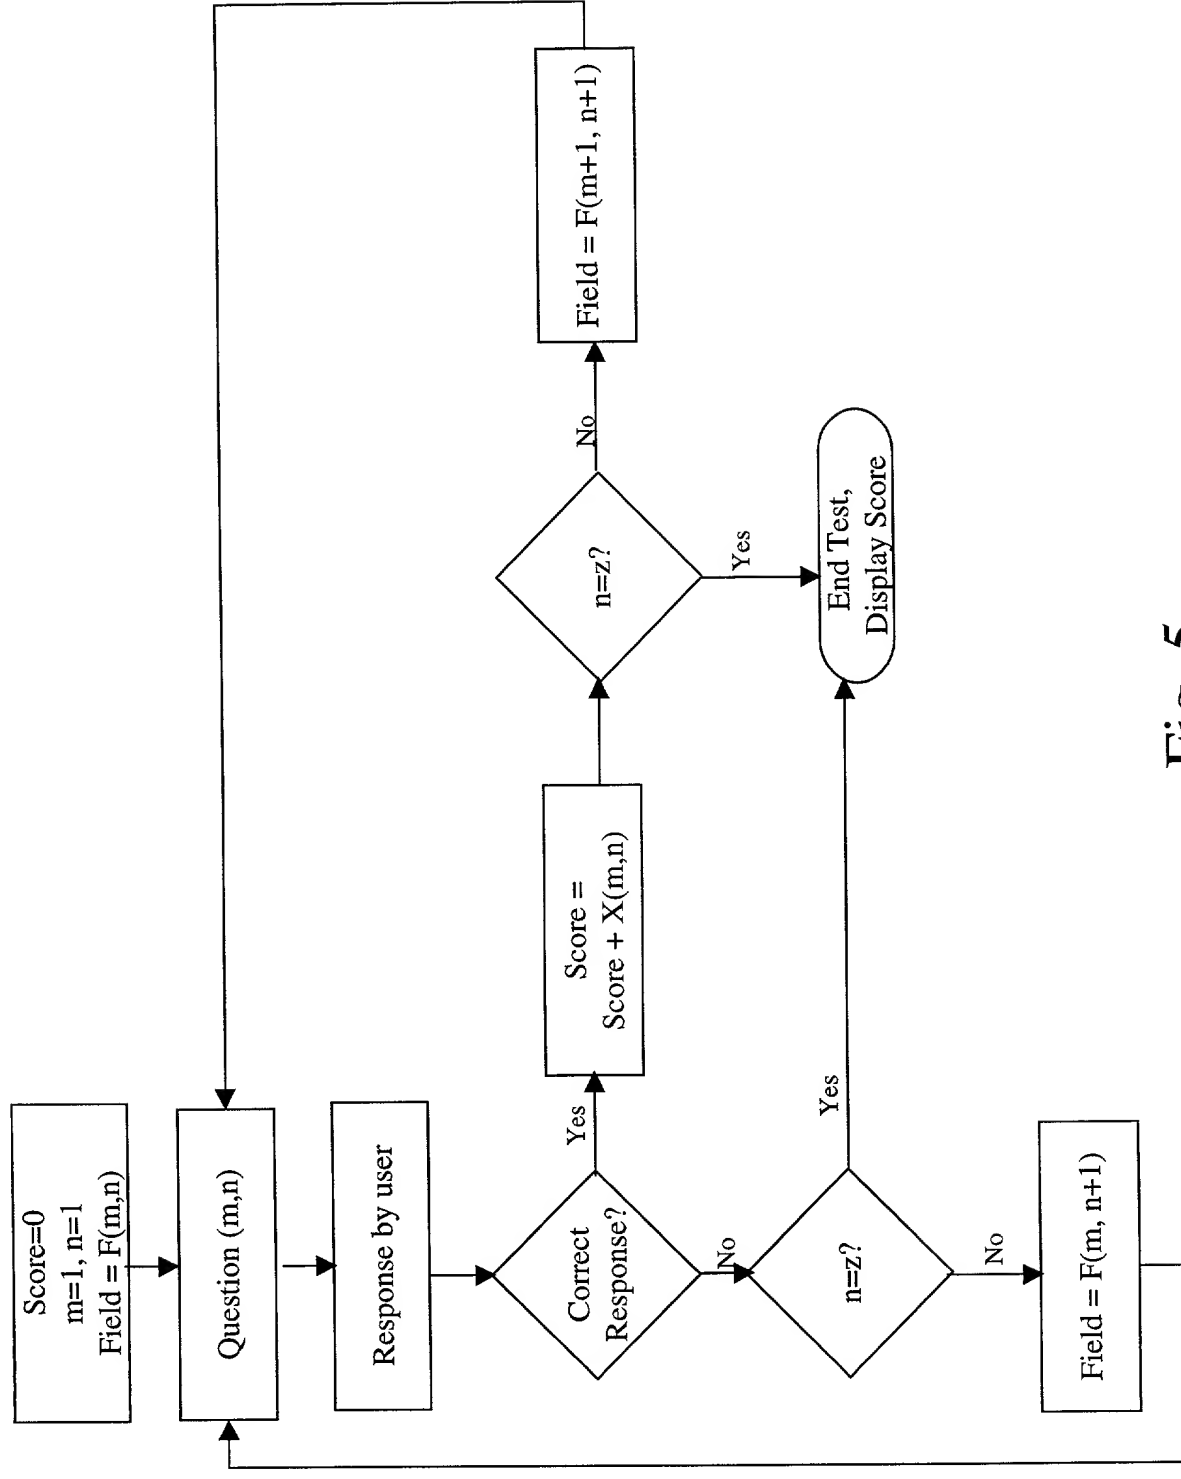 Score=0
m=1, n=1
Field = F(m,n)
Question (m,n)
Response by user
Correct
Response?
Yes
Score =
Score + X(m,n)
n=z?
No
Field = F(m+1, n+1)
Yes
End Test,
Display Score
No
n=z?
Yes
No
Field = F(m, n+1)
Fig. 5